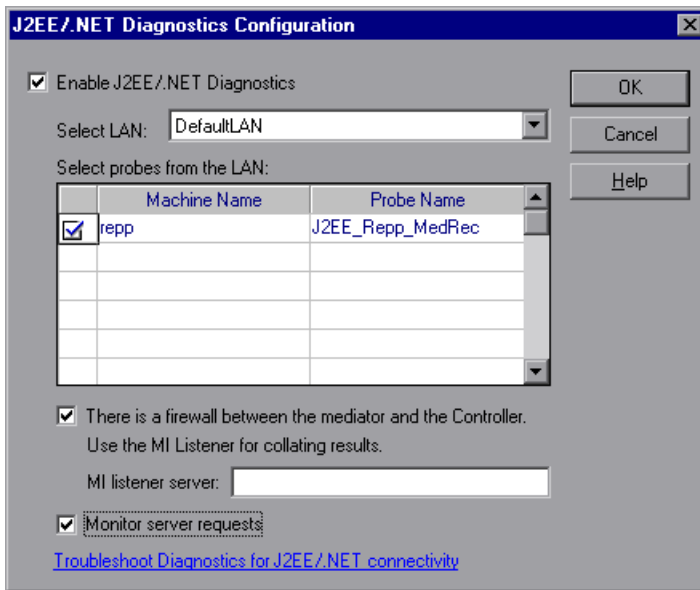 J2EE/.NET Diagnostics Configuration
Enable J2EE/.NET Diagnostics
OK
Select LAN: DefaultLAN
Cancel
Select probes from the LAN:
Help
Machine Name Probe Name
repp J2EE_Repp_MedRec
There is a firewall between the mediator and the Controller.
Use the MI Listener for collating results.
MI listener server:
Monitor server requests
Troubleshoot Diagnostics for J2EE/.NET connectivity